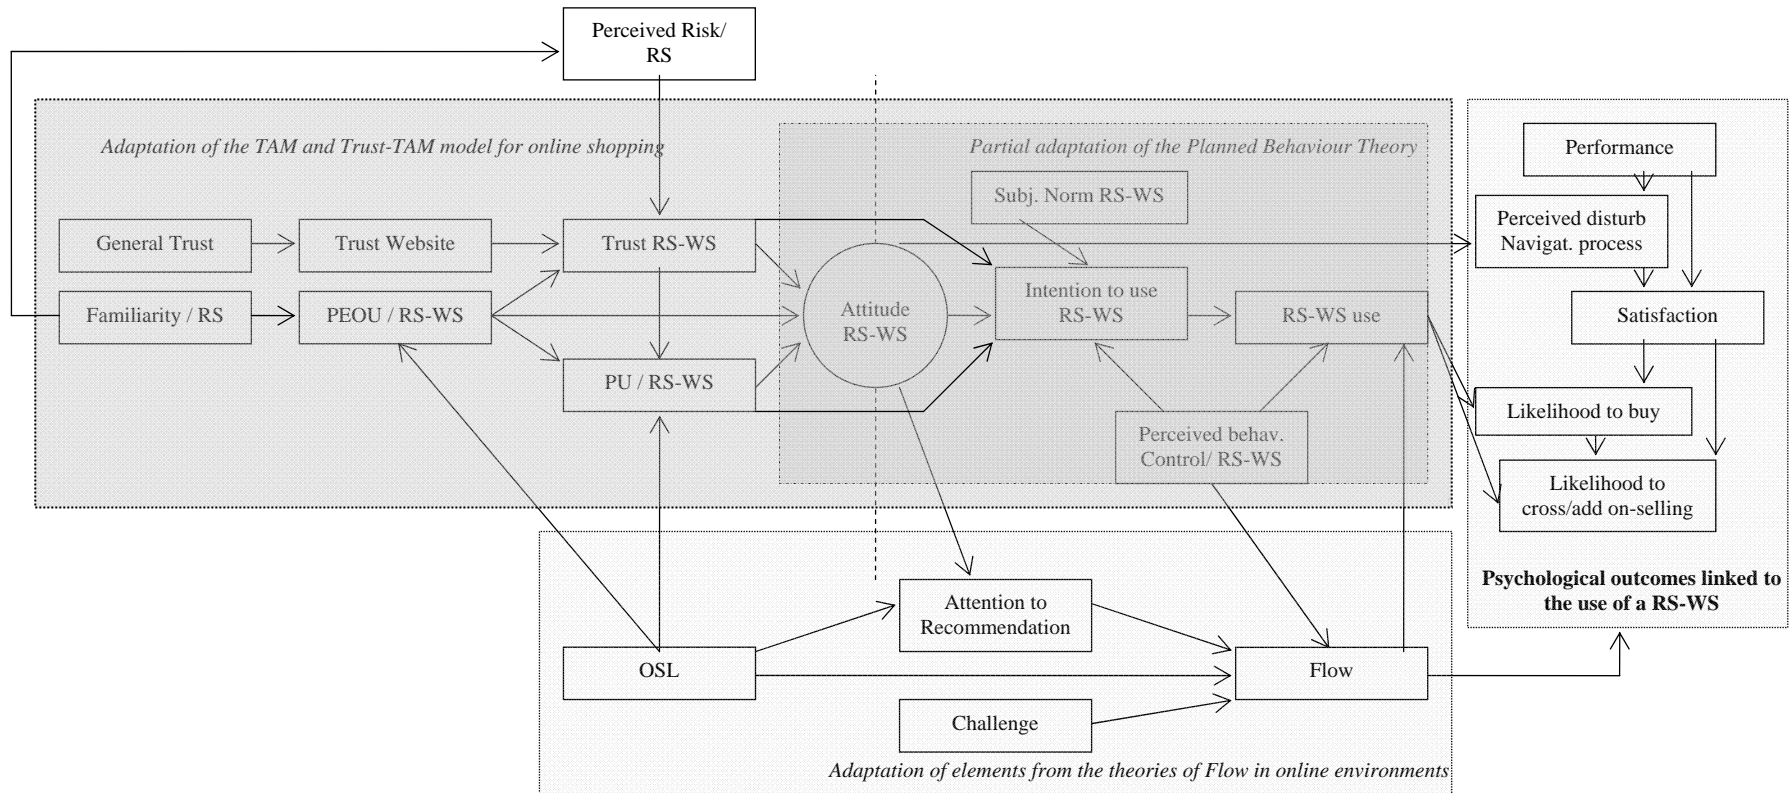 Perceived Risk/
RS
Adaptation of the TAM and Trust-TAM model for online shopping
Partial adaptation of the Planned Behaviour Theory
Performance
Subj. Norm RS-WS
Perceived disturb
Navigat. process
General Trust
Trust Website
Trust RS-WS
Familiarity / RS
PEOU / RS-WS
Attitude
RS-WS
Intention to use
RS-WS
RS-WS use
Satisfaction
PU / RS-WS
Likelihood to buy
Perceived behav.
Control/ RS-WS
Likelihood to
cross/add on-selling
Psychological outcomes linked to
the use of a RS-WS
Attention to
Recommendation
OSL
Flow
Challenge
Adaptation of elements from the theories of Flow in online environments